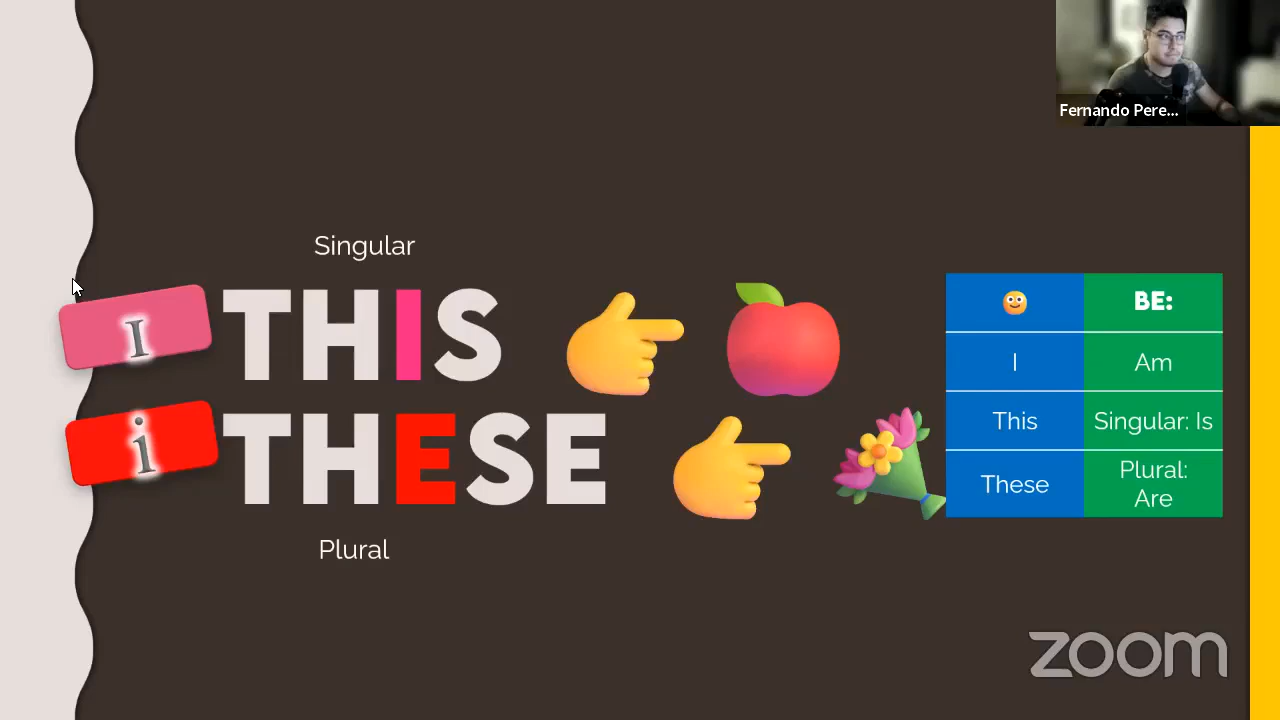 Fernando Pere...
Singular
ɪ THIS
i THESE
Plural
BE:
I Am
This Singular: Is
These Plural:
Are
zoom